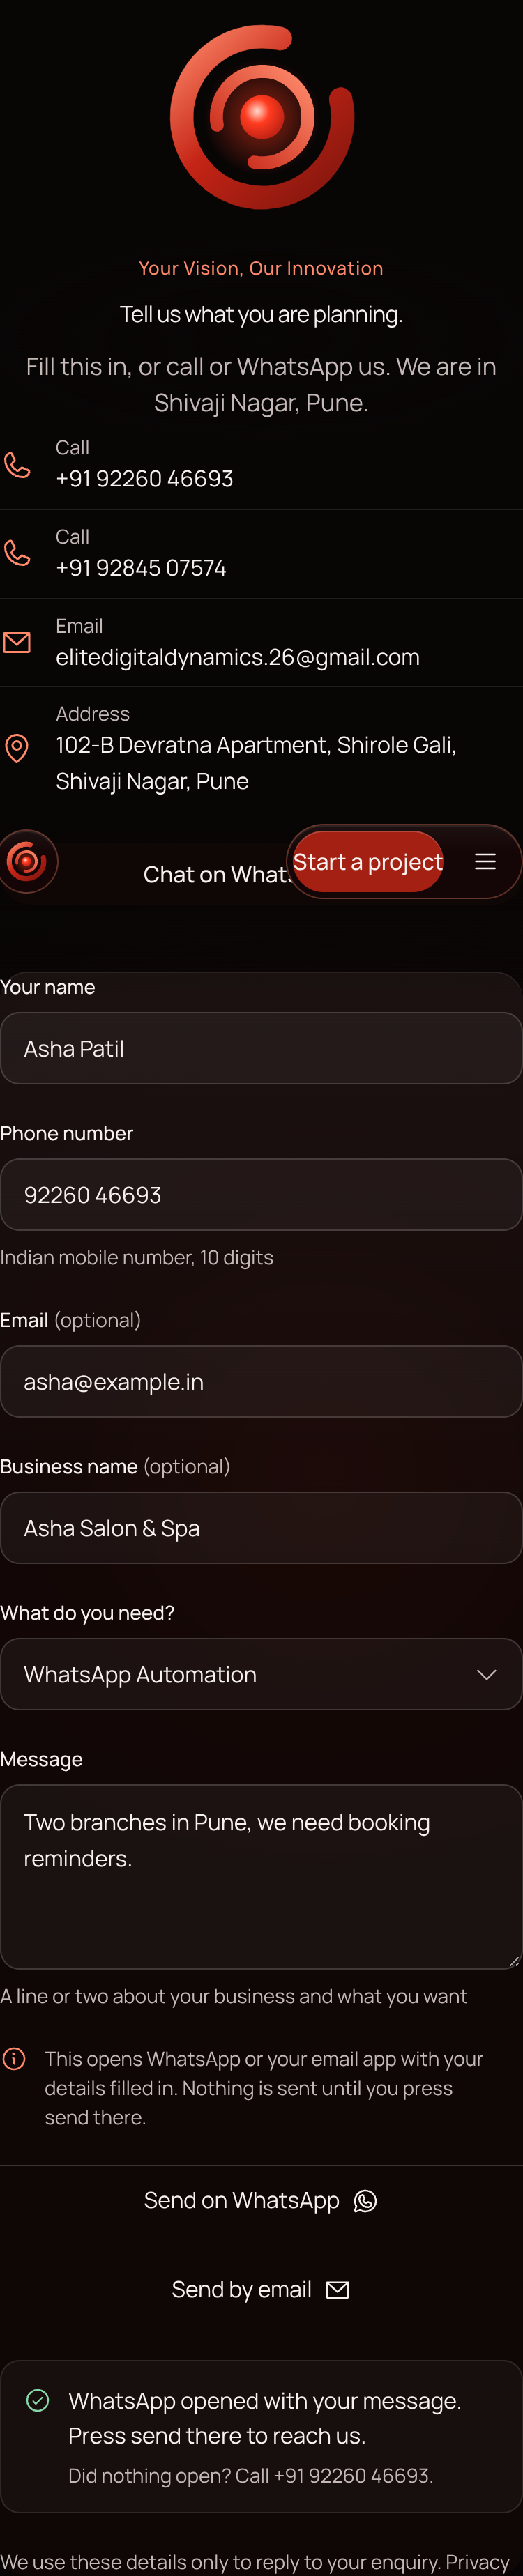 Your Vision, Our Innovation
Tell us what you are planning.
Fill this in, or call or WhatsApp us. We are in
Shivaji Nagar, Pune.
Call
+91 92260 46693
Call
+91 92845 07574
Email
elitedigitaldynamics.26@gmail.com
Address
102-B Devratna Apartment, Shirole Gali,
Shivaji Nagar, Pune
Chat on
Start a project
Your name
Asha Patil
Phone number
92260 46693
Indian mobile number, 10 digits
Email (optional)
asha@example.in
Business name (optional)
Asha Salon & Spa
What do you need?
WhatsApp Automation
Message
Two branches in Pune, we need booking
reminders.
A line or two about your business and what you want
This opens WhatsApp or your email app with your
details filled in. Nothing is sent until you press
send there.
Send on WhatsApp
Send by email
WhatsApp opened with your message.
Press send there to reach us.
Did nothing open? Call +91 92260 46693.
We use these details only to reply to your enquiry. Privacy